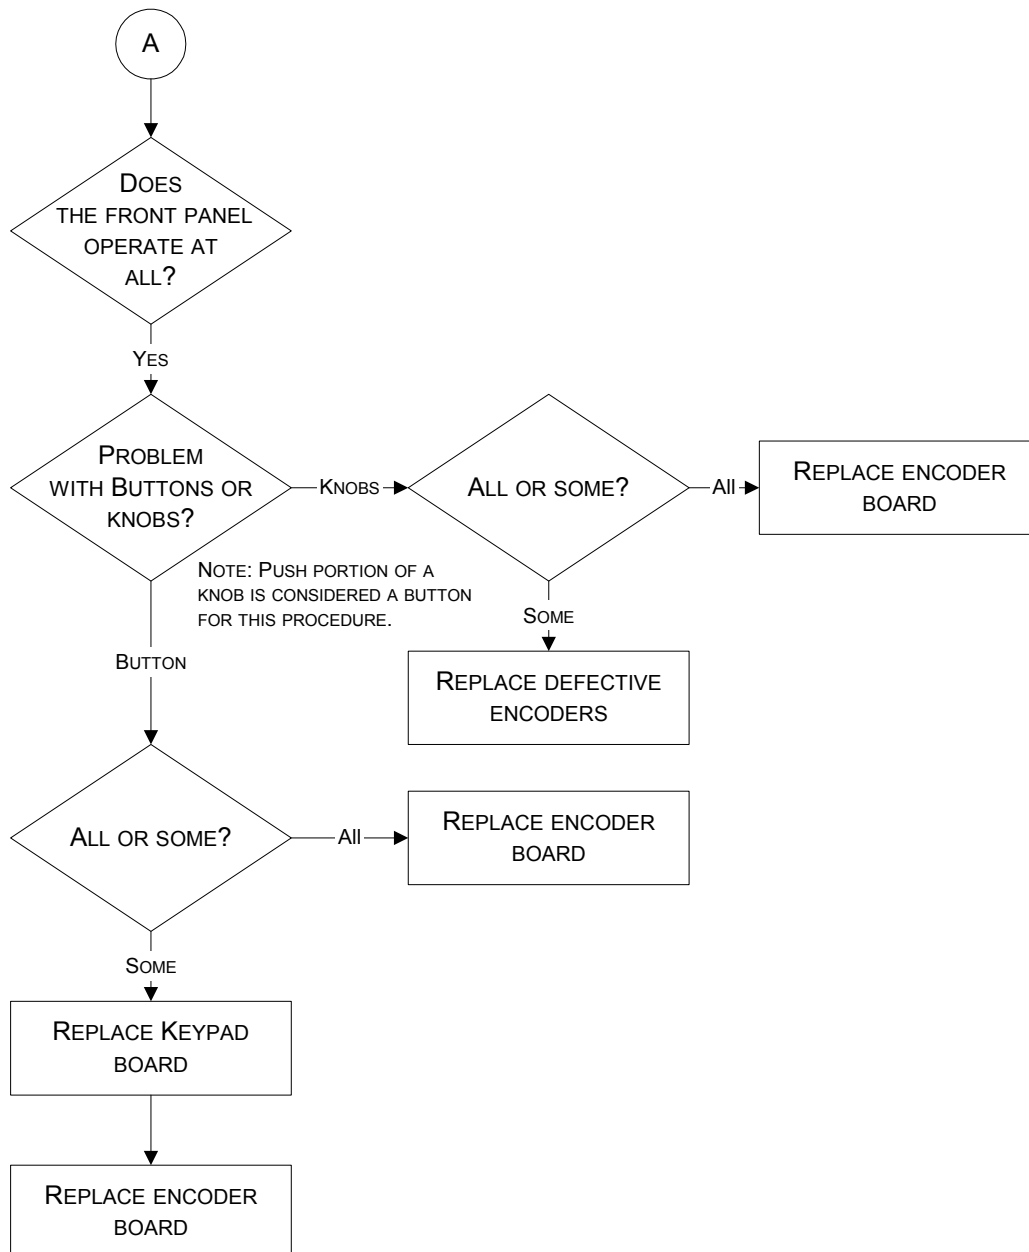 A
DOES
THE FRONT PANEL
OPERATE AT
ALL?
YES
PROBLEM
WITH BUTTONS OR
KNOBS?
KNOBS
ALL OR SOME?
All
REPLACE ENCODER
BOARD
NOTE: PUSH PORTION OF A
KNOB IS CONSIDERED A BUTTON
FOR THIS PROCEDURE.
SOME
REPLACE DEFECTIVE
ENCODERS
BUTTON
ALL OR SOME?
All
REPLACE ENCODER
BOARD
SOME
REPLACE KEYPAD
BOARD
REPLACE ENCODER
BOARD